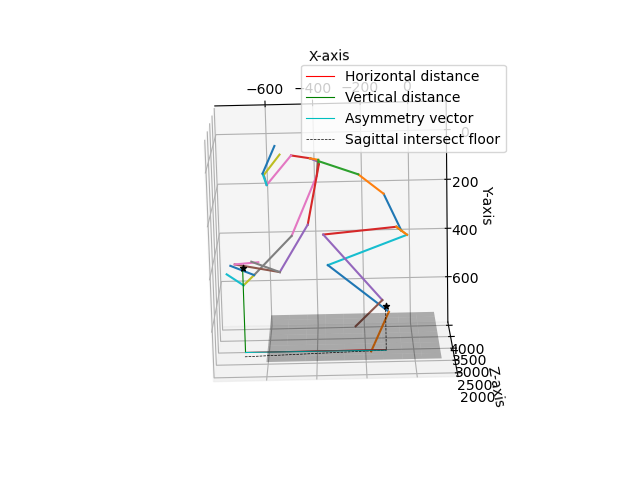 X-axis
−600
−400
−200
0
Horizontal distance
Vertical distance
Asymmetry vector
Sagittal intersect floor
0
200
400
600
Y-axis
4000
3500
3000
2500
2000
Z-axis